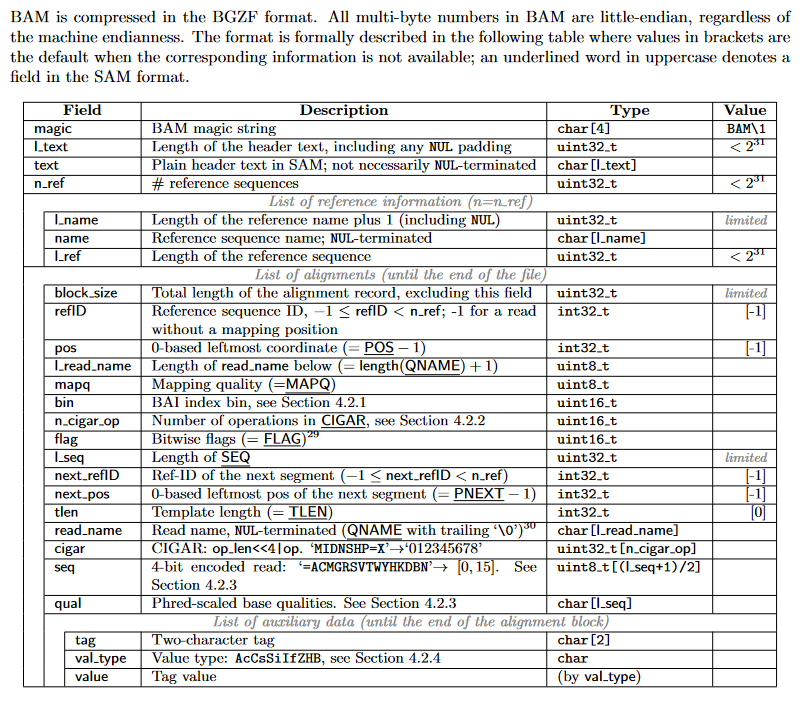 BAM is compressed in the BGZF format. All multi-byte numbers in BAM are little-endian, regardless of
the machine endianness. The format is formally described in the following table where values in brackets are
the default when the corresponding information is not available; an underlined word in uppercase denotes a
field in the SAM format.
Field Description Type Value
magic BAM magic string char[4] BAM\1
l_text Length of the header text, including any NUL padding uint32_t < 2³¹
text Plain header text in SAM; not necessarily NUL-terminated char[l_text]
n_ref # reference sequences uint32_t < 2³¹
List of reference information (n=n_ref)
l_name Length of the reference name plus 1 (including NUL) uint32_t limited
name Reference sequence name; NUL-terminated char[l_name]
l_ref Length of the reference sequence uint32_t < 2³¹
List of alignments (until the end of the file)
block_size Total length of the alignment record, excluding this field uint32_t limited
refID Reference sequence ID, −1 ≤ refID < n_ref; -1 for a read int32_t [-1]
without a mapping position
pos 0-based leftmost coordinate (= POS − 1) int32_t [-1]
l_read_name Length of read_name below (= length(QNAME) + 1) uint8_t
mapq Mapping quality (=MAPQ) uint8_t
bin BAI index bin, see Section 4.2.1 uint16_t
n_cigar_op Number of operations in CIGAR, see Section 4.2.2 uint16_t
flag Bitwise flags (= FLAG)²⁹ uint16_t
l_seq Length of SEQ uint32_t limited
next_refID Ref-ID of the next segment (−1 ≤ next_refID < n_ref) int32_t [-1]
next_pos 0-based leftmost pos of the next segment (= PNEXT − 1) int32_t [-1]
tlen Template length (= TLEN) int32_t [0]
read_name Read name, NUL-terminated (QNAME with trailing ‘\0’)³⁰ char[l_read_name]
cigar CIGAR: op_len<<4|op. ‘MIDNSHP=X’→‘012345678’ uint32_t[n_cigar_op]
seq 4-bit encoded read: ‘=ACMGRSVTWYHKDBN’→ [0, 15]. See uint8_t[(l_seq+1)/2]
Section 4.2.3
qual Phred-scaled base qualities. See Section 4.2.3 char[l_seq]
List of auxiliary data (until the end of the alignment block)
tag Two-character tag char[2]
val_type Value type: AcCsSiIfZHB, see Section 4.2.4 char
value Tag value (by val_type)